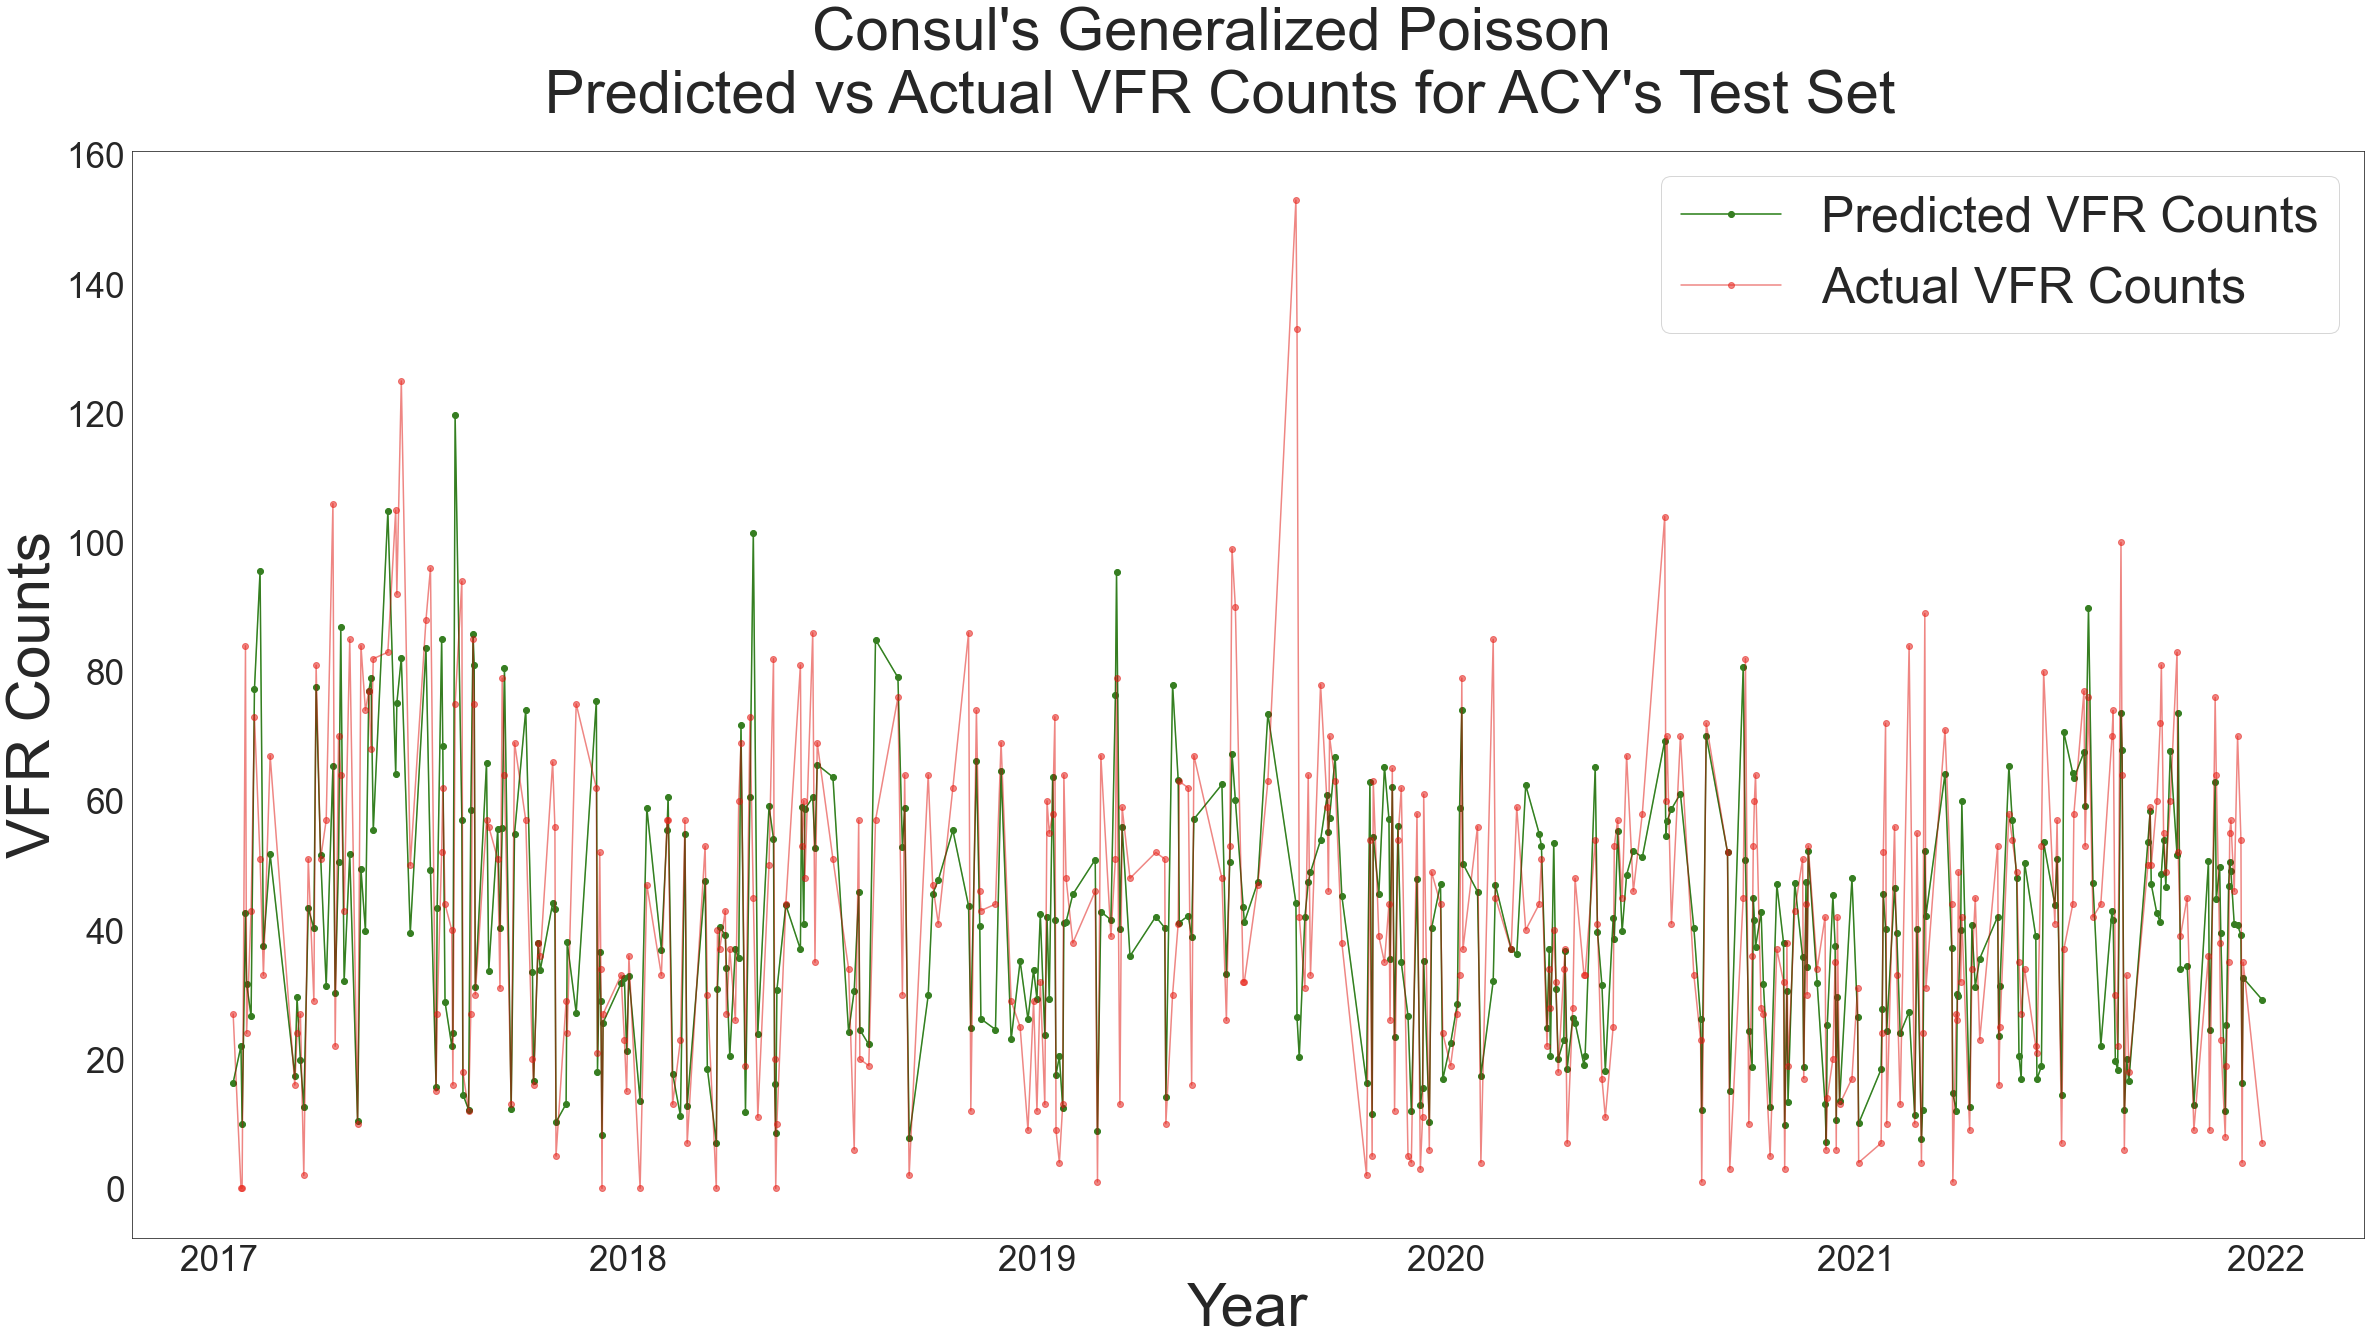 Consul's Generalized Poisson
Predicted vs Actual VFR Counts for ACY's Test Set
160
140
120
100
80
60
40
20
0
VFR Counts
Predicted VFR Counts
Actual VFR Counts
2017 2018 2019 2020 2021 2022
Year